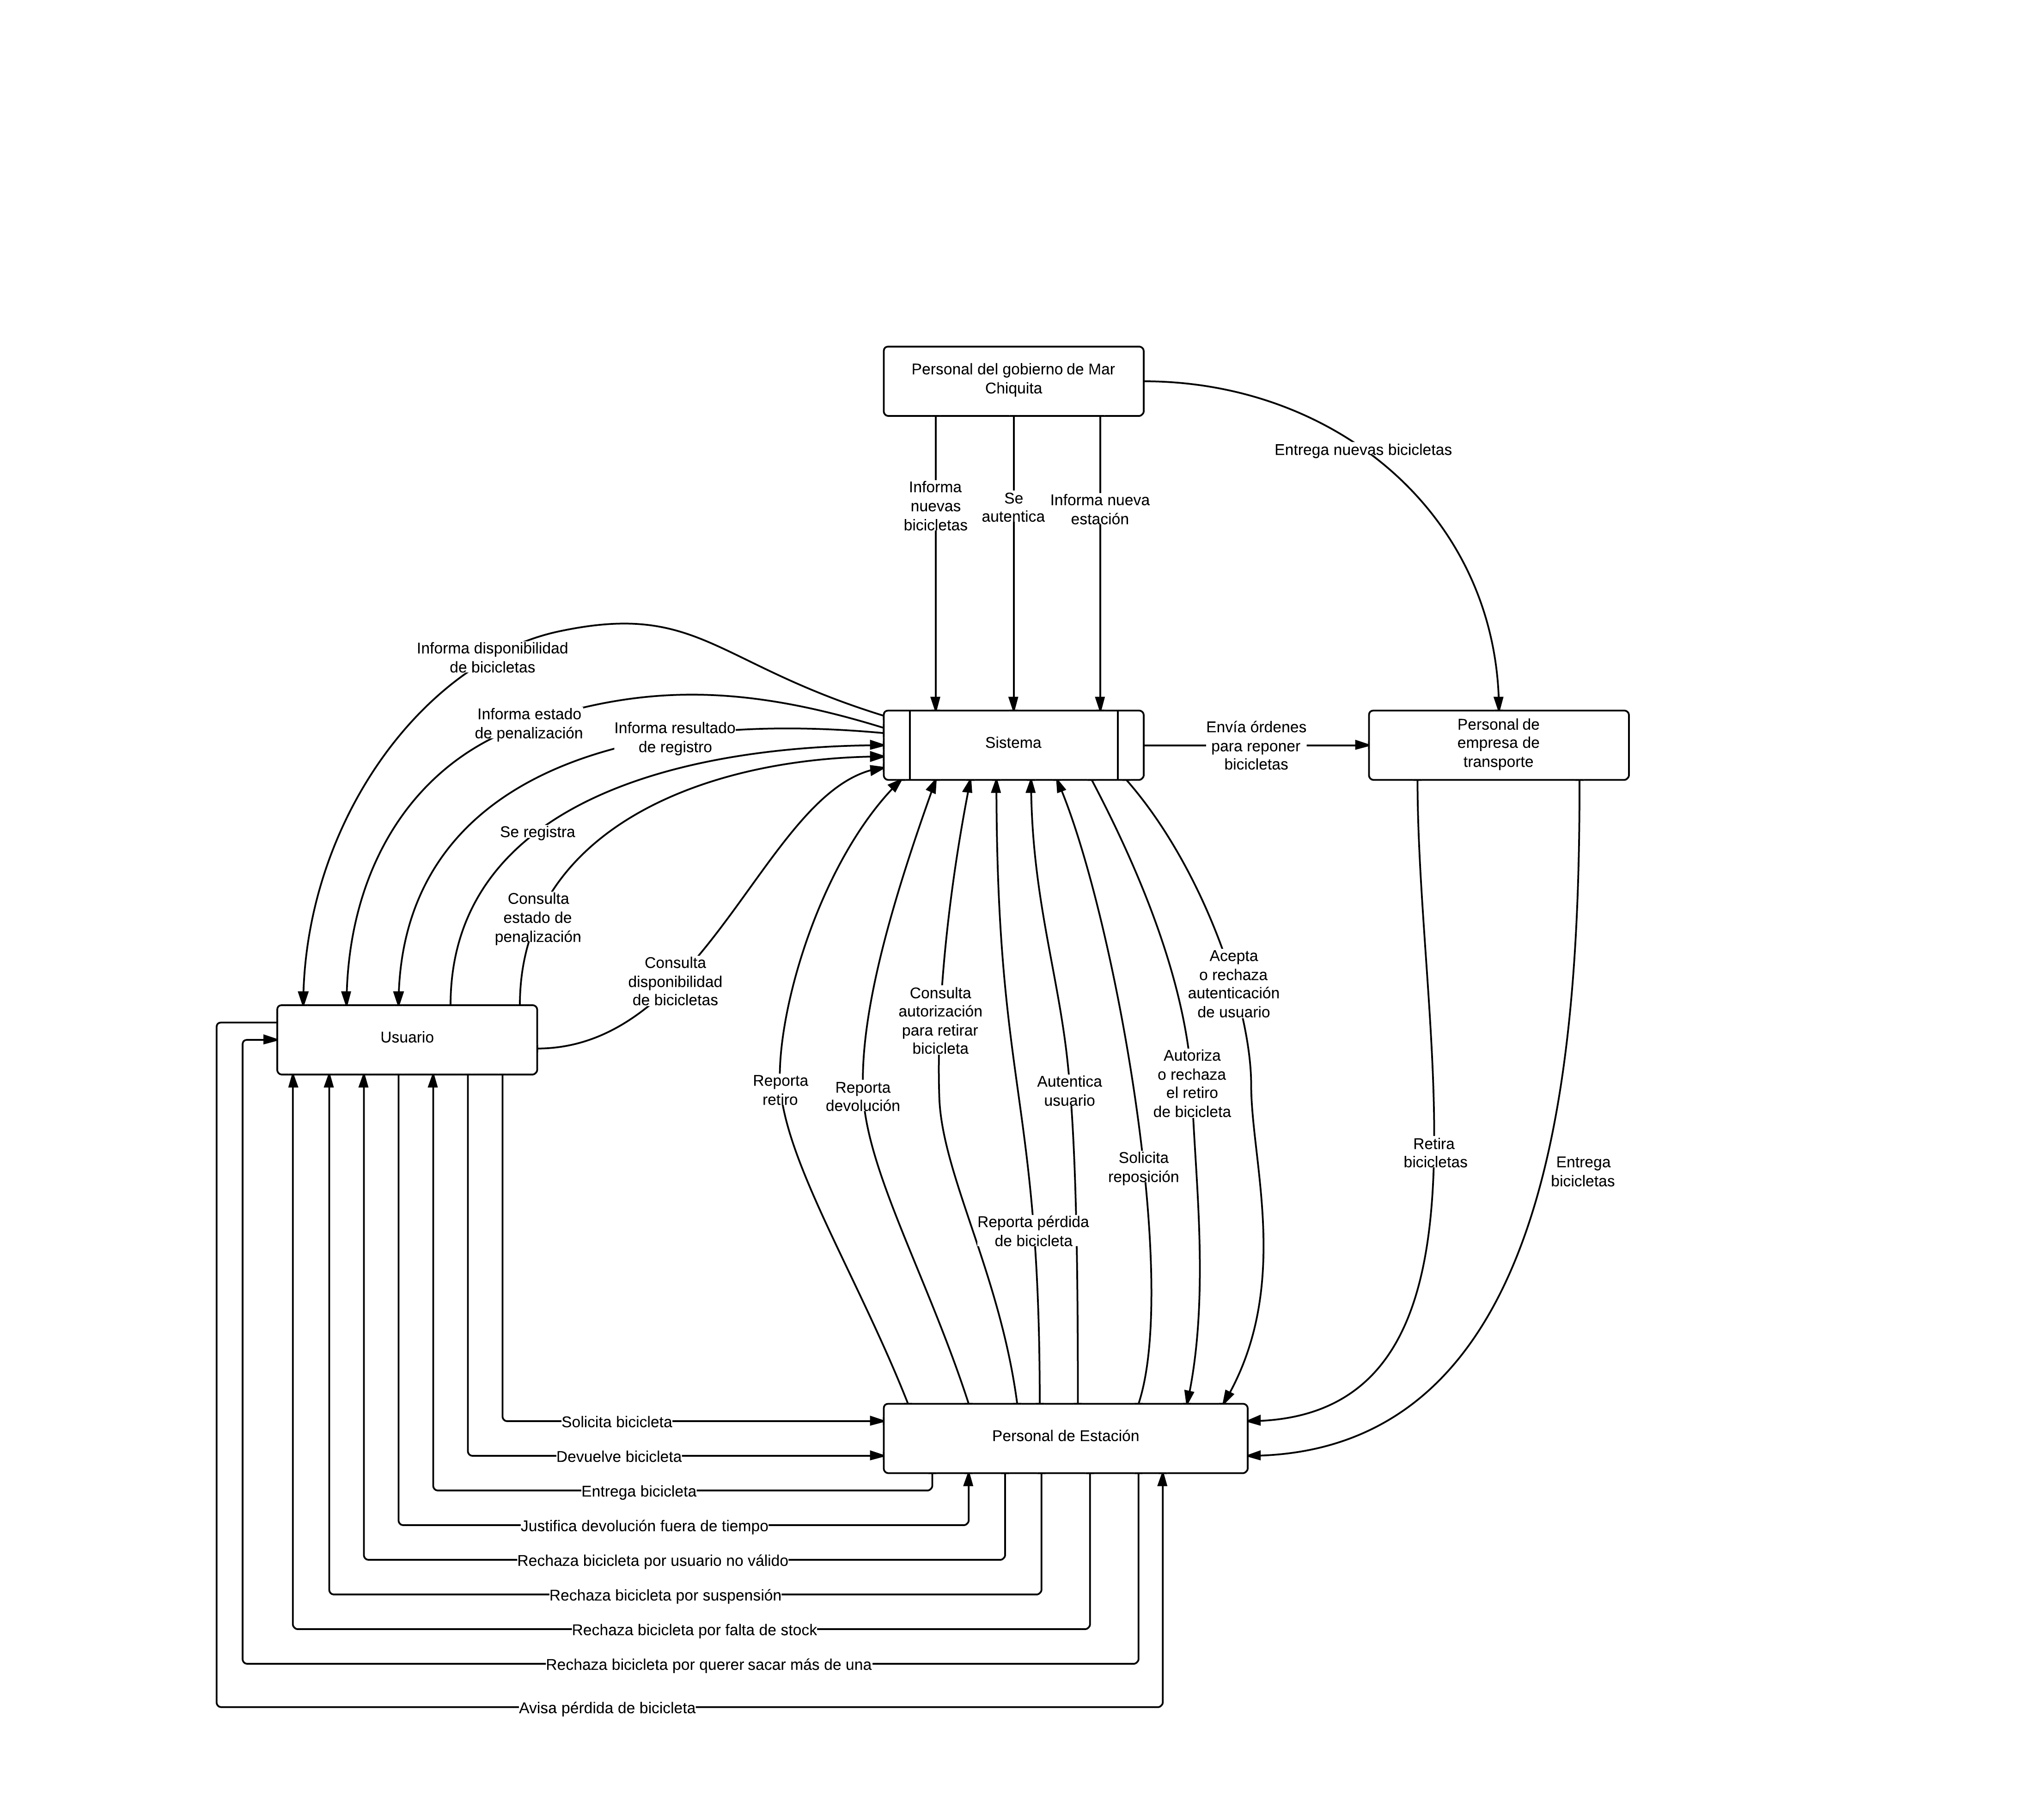 Personal del gobierno de Mar
Chiquita
Entrega nuevas bicicletas
Informa
nuevas
bicicletas
Se
autentica
Informa nueva
estación
Informa disponibilidad
de bicicletas
Informa estado
de penalización
Informa resultado
de registro
Sistema
Envía órdenes
para reponer
bicicletas
Personal de
empresa de
transporte
Se registra
Consulta
estado de
penalización
Consulta
disponibilidad
de bicicletas
Usuario
Reporta
retiro
Reporta
devolución
Consulta
autorización
para retirar
bicicleta
Autentica
usuario
Acepta
o rechaza
autenticación
de usuario
Autoriza
o rechaza
el retiro
de bicicleta
Solicita
reposición
Reporta pérdida
de bicicleta
Retira
bicicletas
Entrega
bicicletas
Personal de Estación
Solicita bicicleta
Devuelve bicicleta
Entrega bicicleta
Justifica devolución fuera de tiempo
Rechaza bicicleta por usuario no válido
Rechaza bicicleta por suspensión
Rechaza bicicleta por falta de stock
Rechaza bicicleta por querer sacar más de una
Avisa pérdida de bicicleta